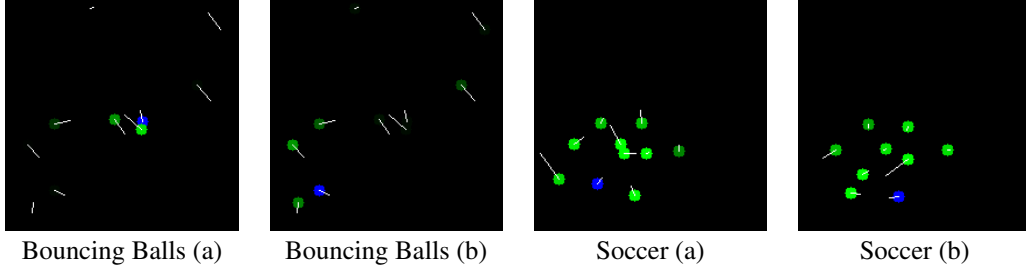 Bouncing Balls (a)
Bouncing Balls (b)
Soccer (a)
Soccer (b)